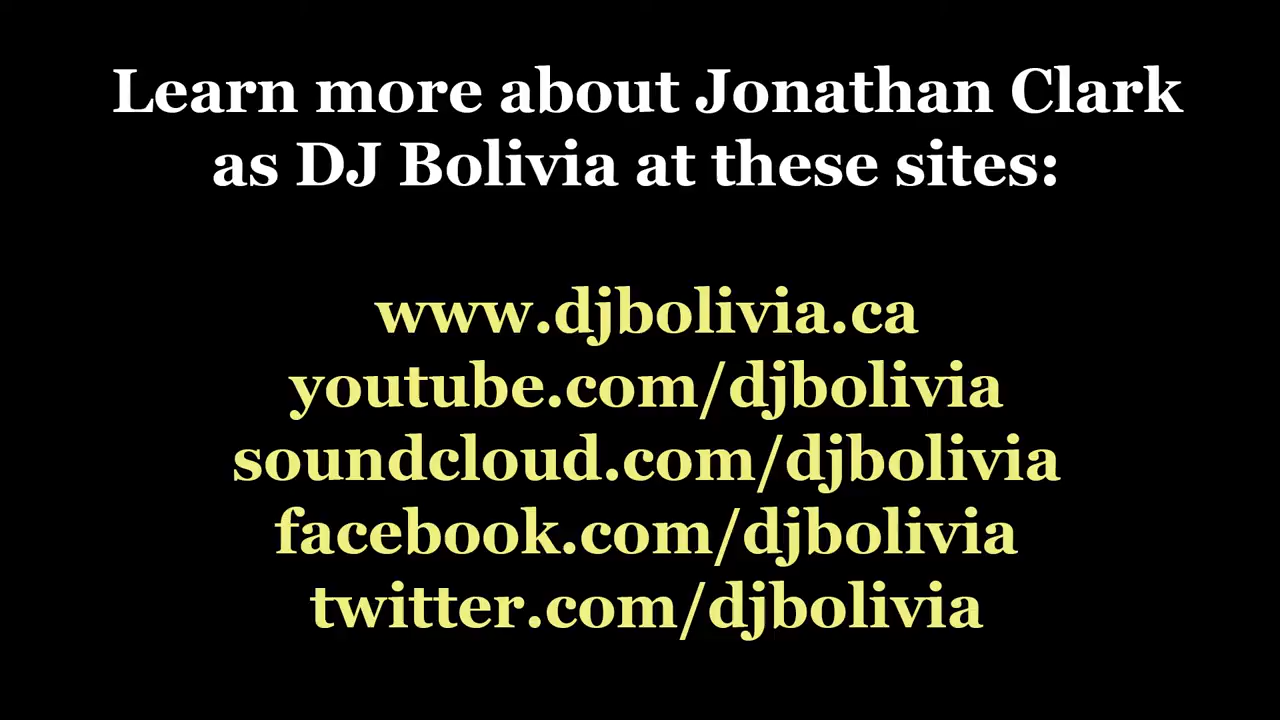 Learn more about Jonathan Clark
as DJ Bolivia at these sites:
www.djbolivia.ca
youtube.com/djbolivia
soundcloud.com/djbolivia
facebook.com/djbolivia
twitter.com/djbolivia